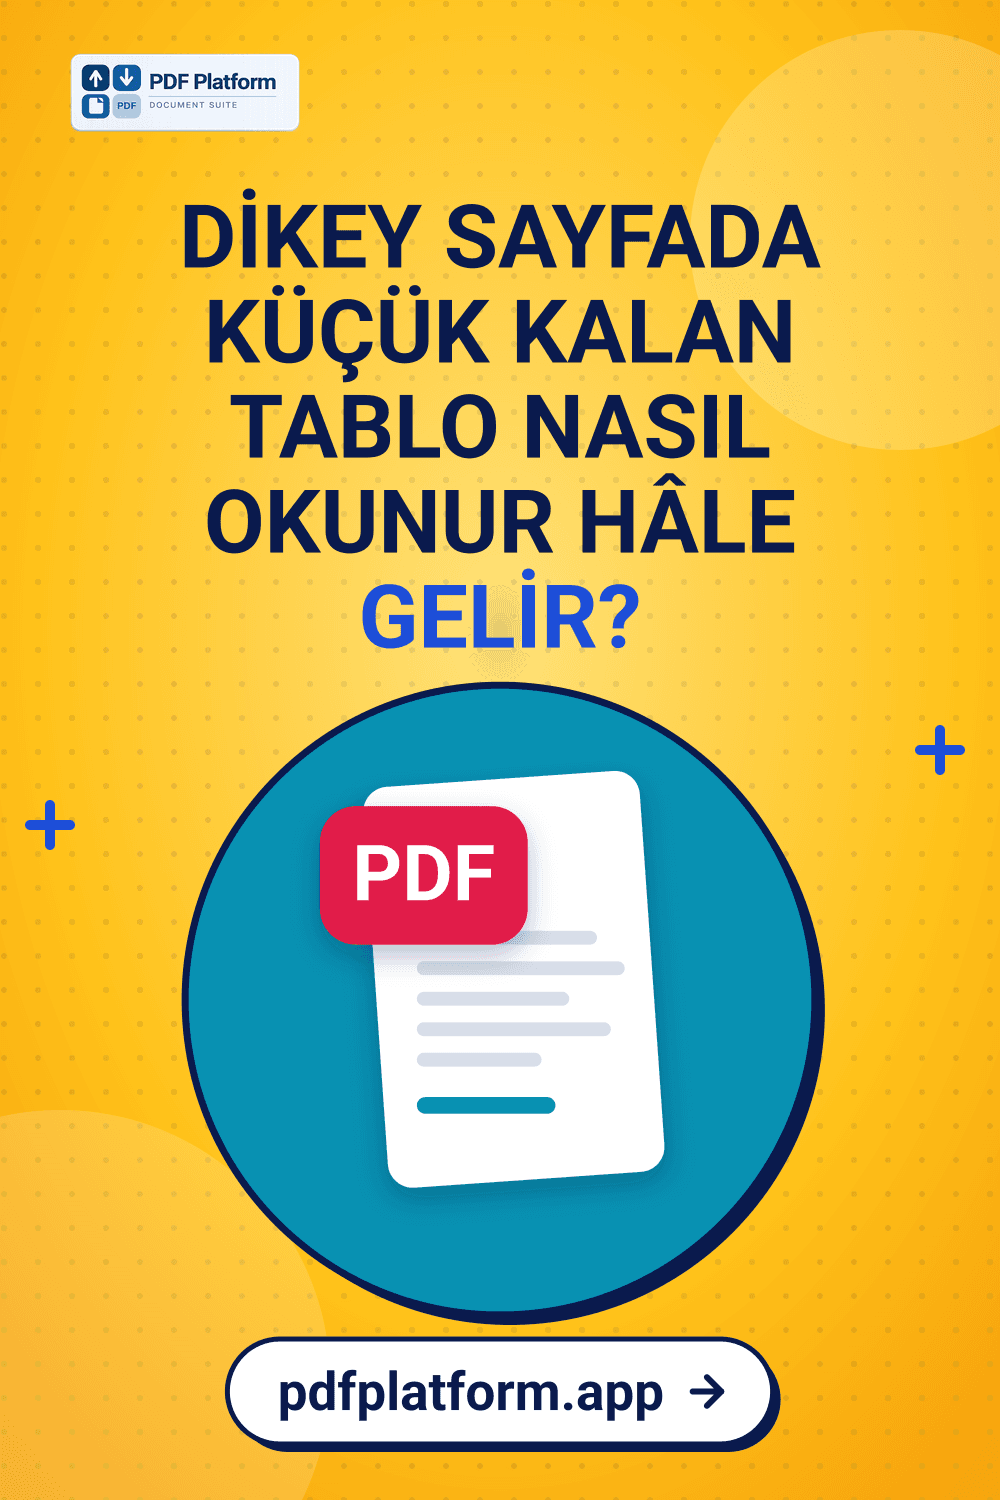 PDF Platform
DOCUMENT SUITE
PDF
DİKEY SAYFADA
KÜÇÜK KALAN
TABLO NASIL
OKUNUR HÂLE
GELİR?
PDF
pdfplatform.app